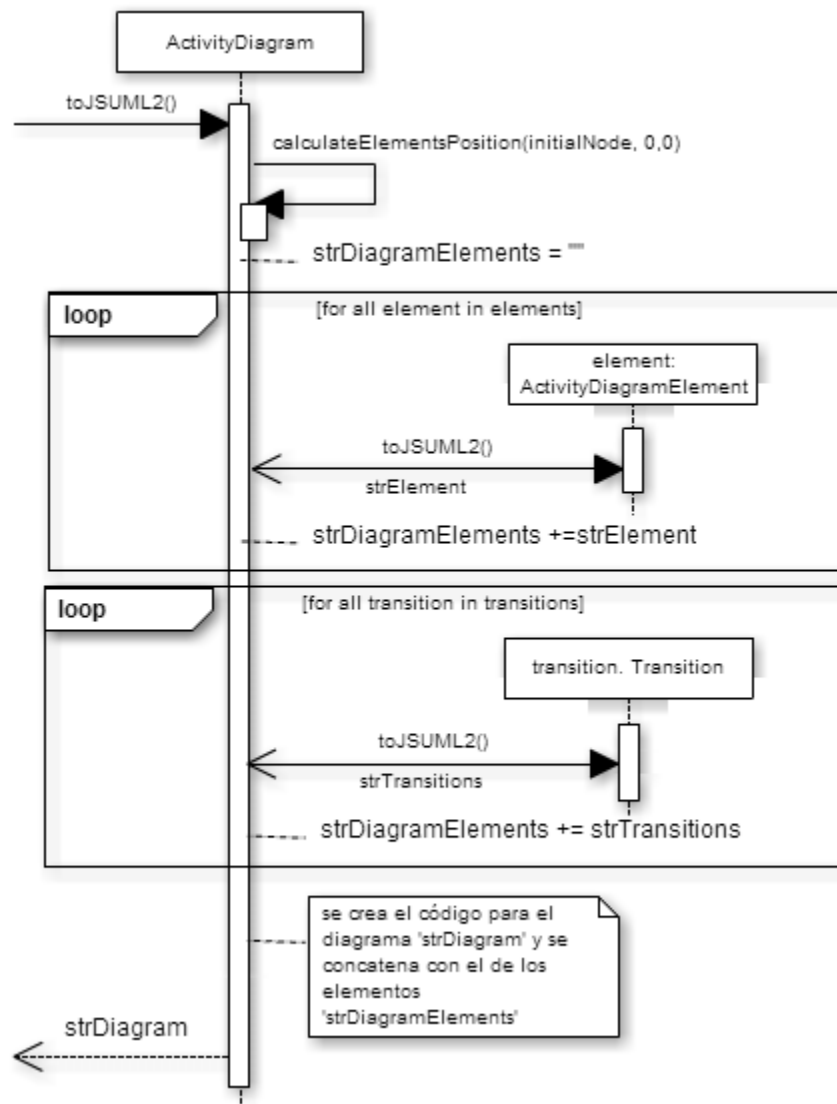 ActivityDiagram
toJSUML2()
calculateElementsPosition(initialNode, 0,0)
strDiagramElements = ""
loop
[for all element in elements]
element:
ActivityDiagramElement
toJSUML2()
strElement
strDiagramElements +=strElement
loop
[for all transition in transitions]
transition. Transition
toJSUML2()
strTransitions
strDiagramElements += strTransitions
se crea el código para el
diagrama 'strDiagram' y se
concatena con el de los
elementos
'strDiagramElements'
strDiagram